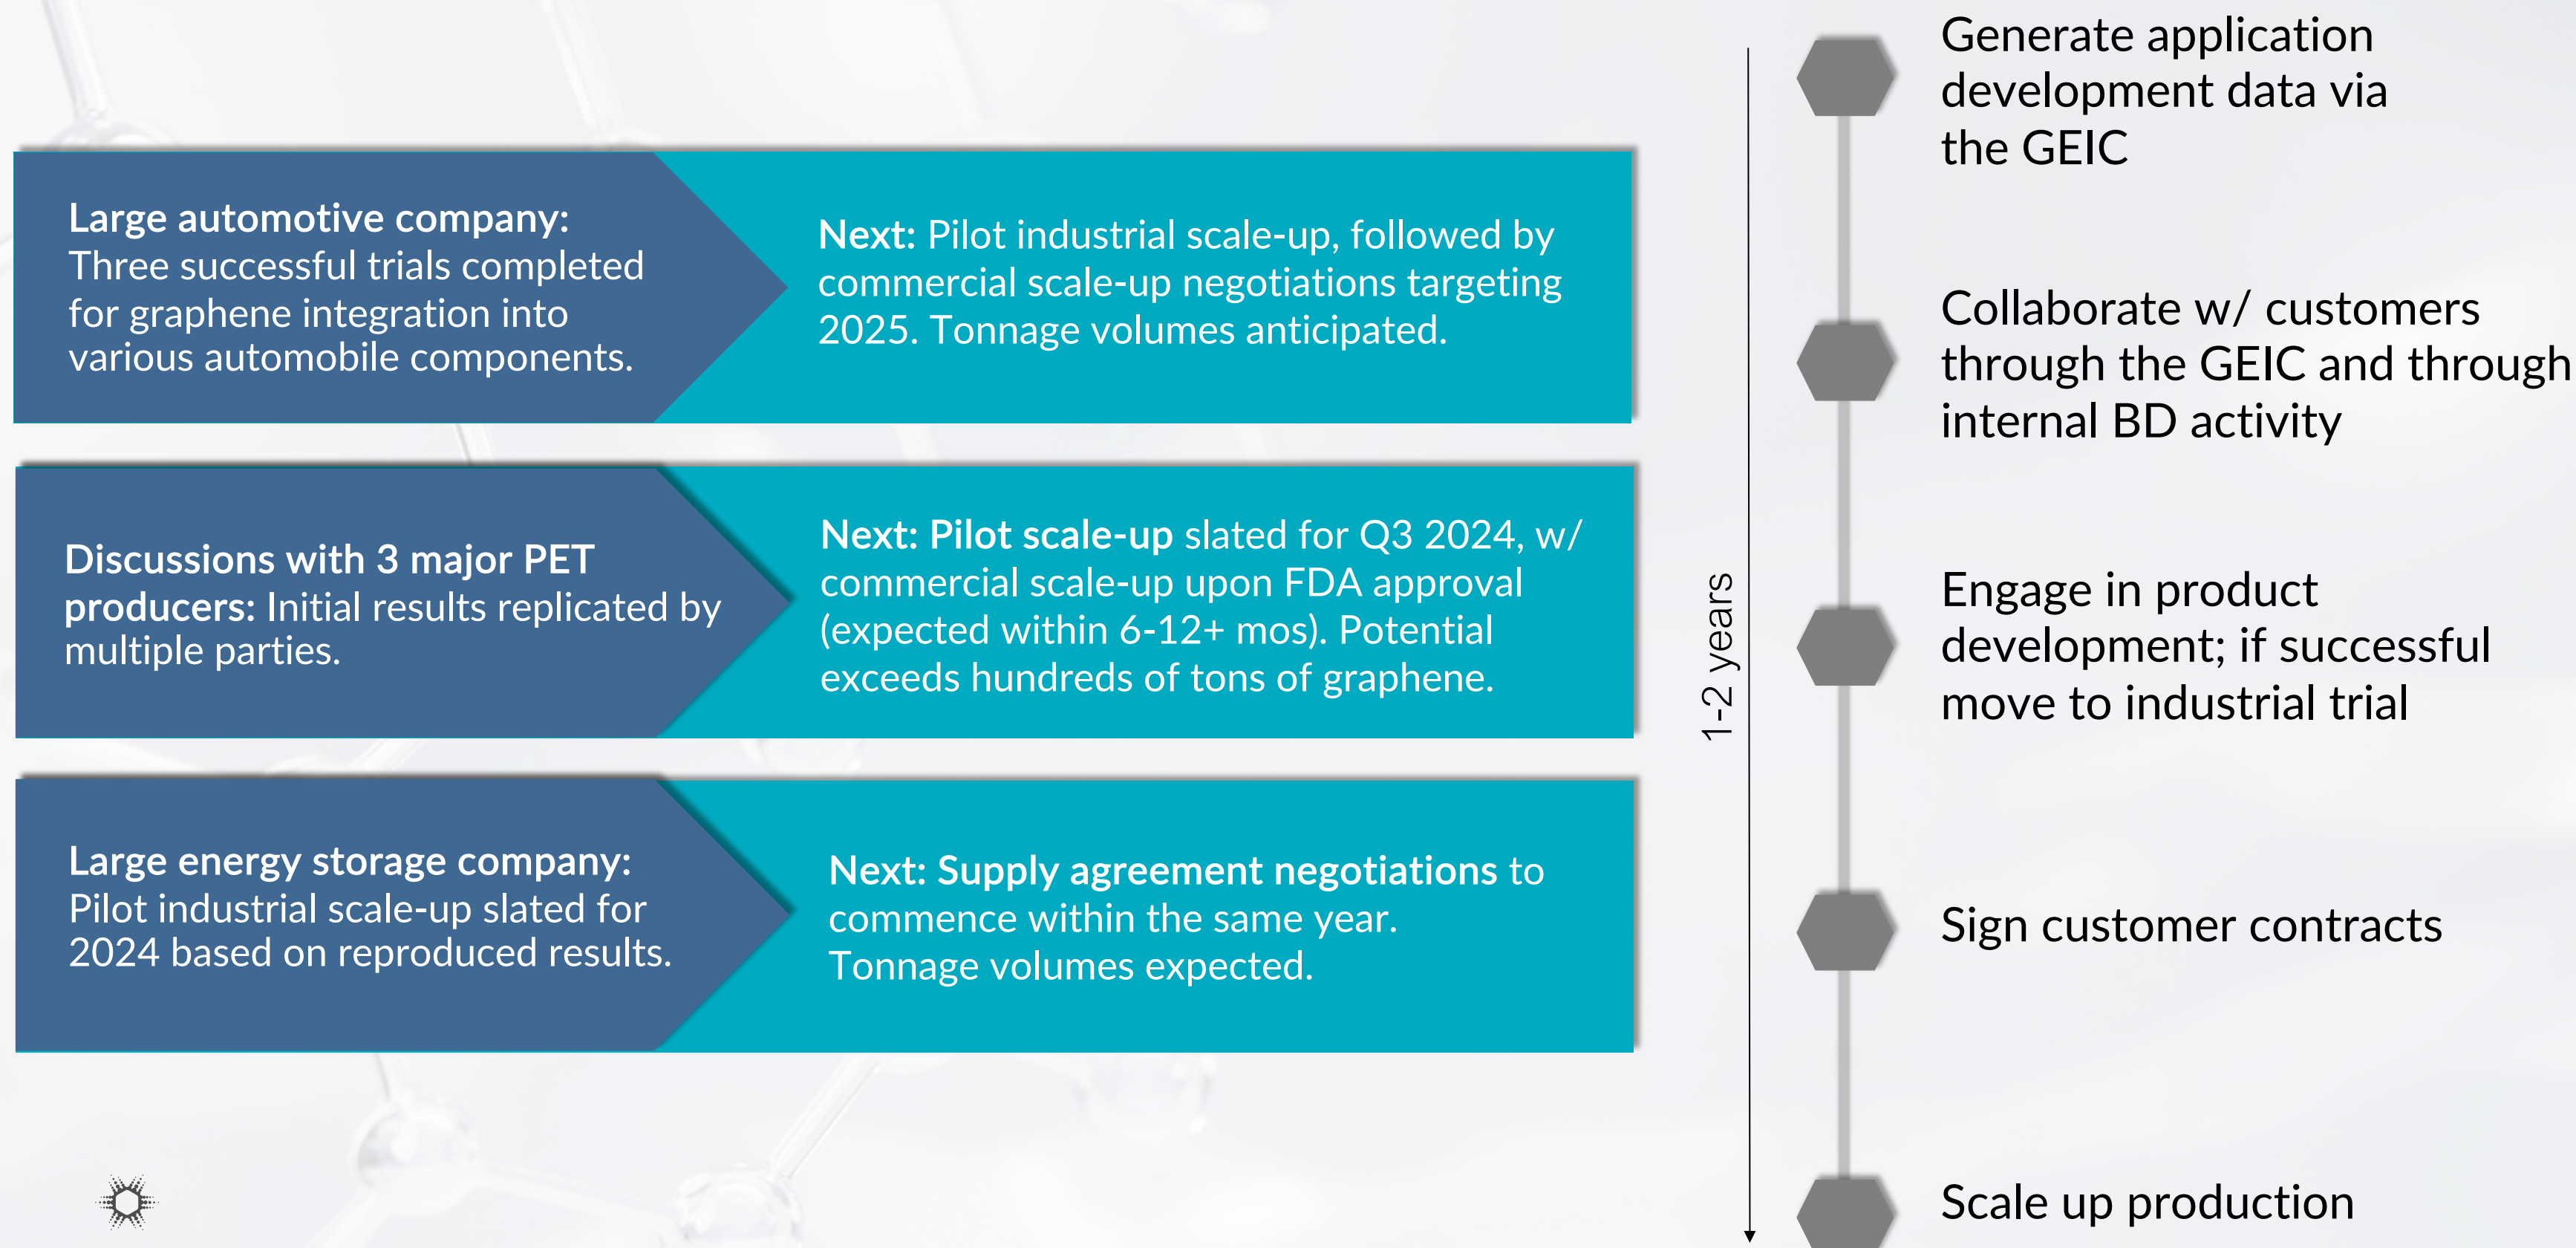 Large automotive company:
Three successful trials completed
for graphene integration into
various automobile components.
Next: Pilot industrial scale-up, followed by
commercial scale-up negotiations targeting
2025. Tonnage volumes anticipated.
Discussions with 3 major PET
producers: Initial results replicated by
multiple parties.
Next: Pilot scale-up slated for Q3 2024, w/
commercial scale-up upon FDA approval
(expected within 6-12+ mos). Potential
exceeds hundreds of tons of graphene.
Large energy storage company:
Pilot industrial scale-up slated for
2024 based on reproduced results.
Next: Supply agreement negotiations to
commence within the same year.
Tonnage volumes expected.
1-2 years
Generate application
development data via
the GEIC
Collaborate w/ customers
through the GEIC and through
internal BD activity
Engage in product
development; if successful
move to industrial trial
Sign customer contracts
Scale up production